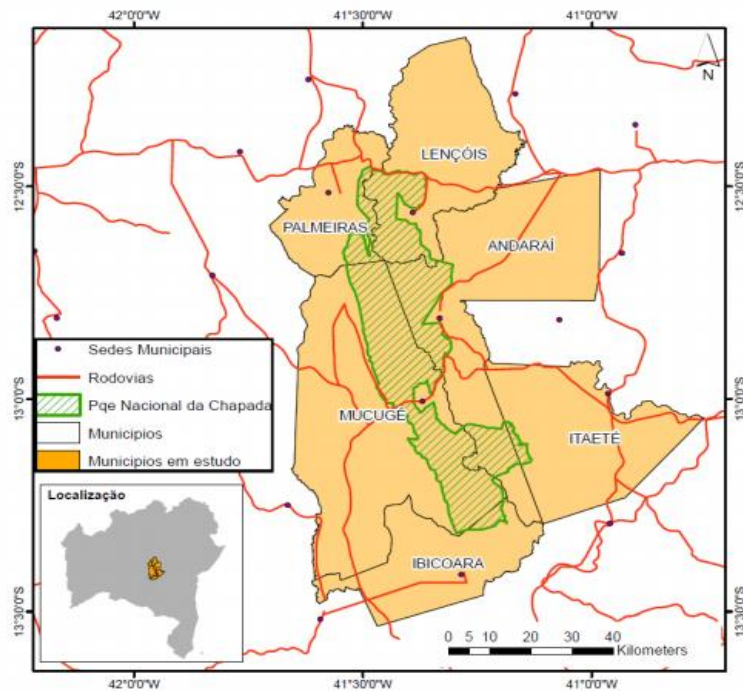 42°0'0"W 41°30'0"W 41°0'0"W
N
LENÇÓIS
12°30'0"S 12°30'0"S
PALMEIRAS
ANDARAÍ
Sedes Municipais
Rodovias
13°0'0"S 13°0'0"S
Pqe Nacional da Chapada
MUCUGÊ
Municipios
ITAETÉ
Municipios em estudo
Localização
IBICOARA
13°30'0"S 13°30'0"S
0 5 10 20 30 40
Kilometers
42°0'0"W 41°30'0"W 41°0'0"W